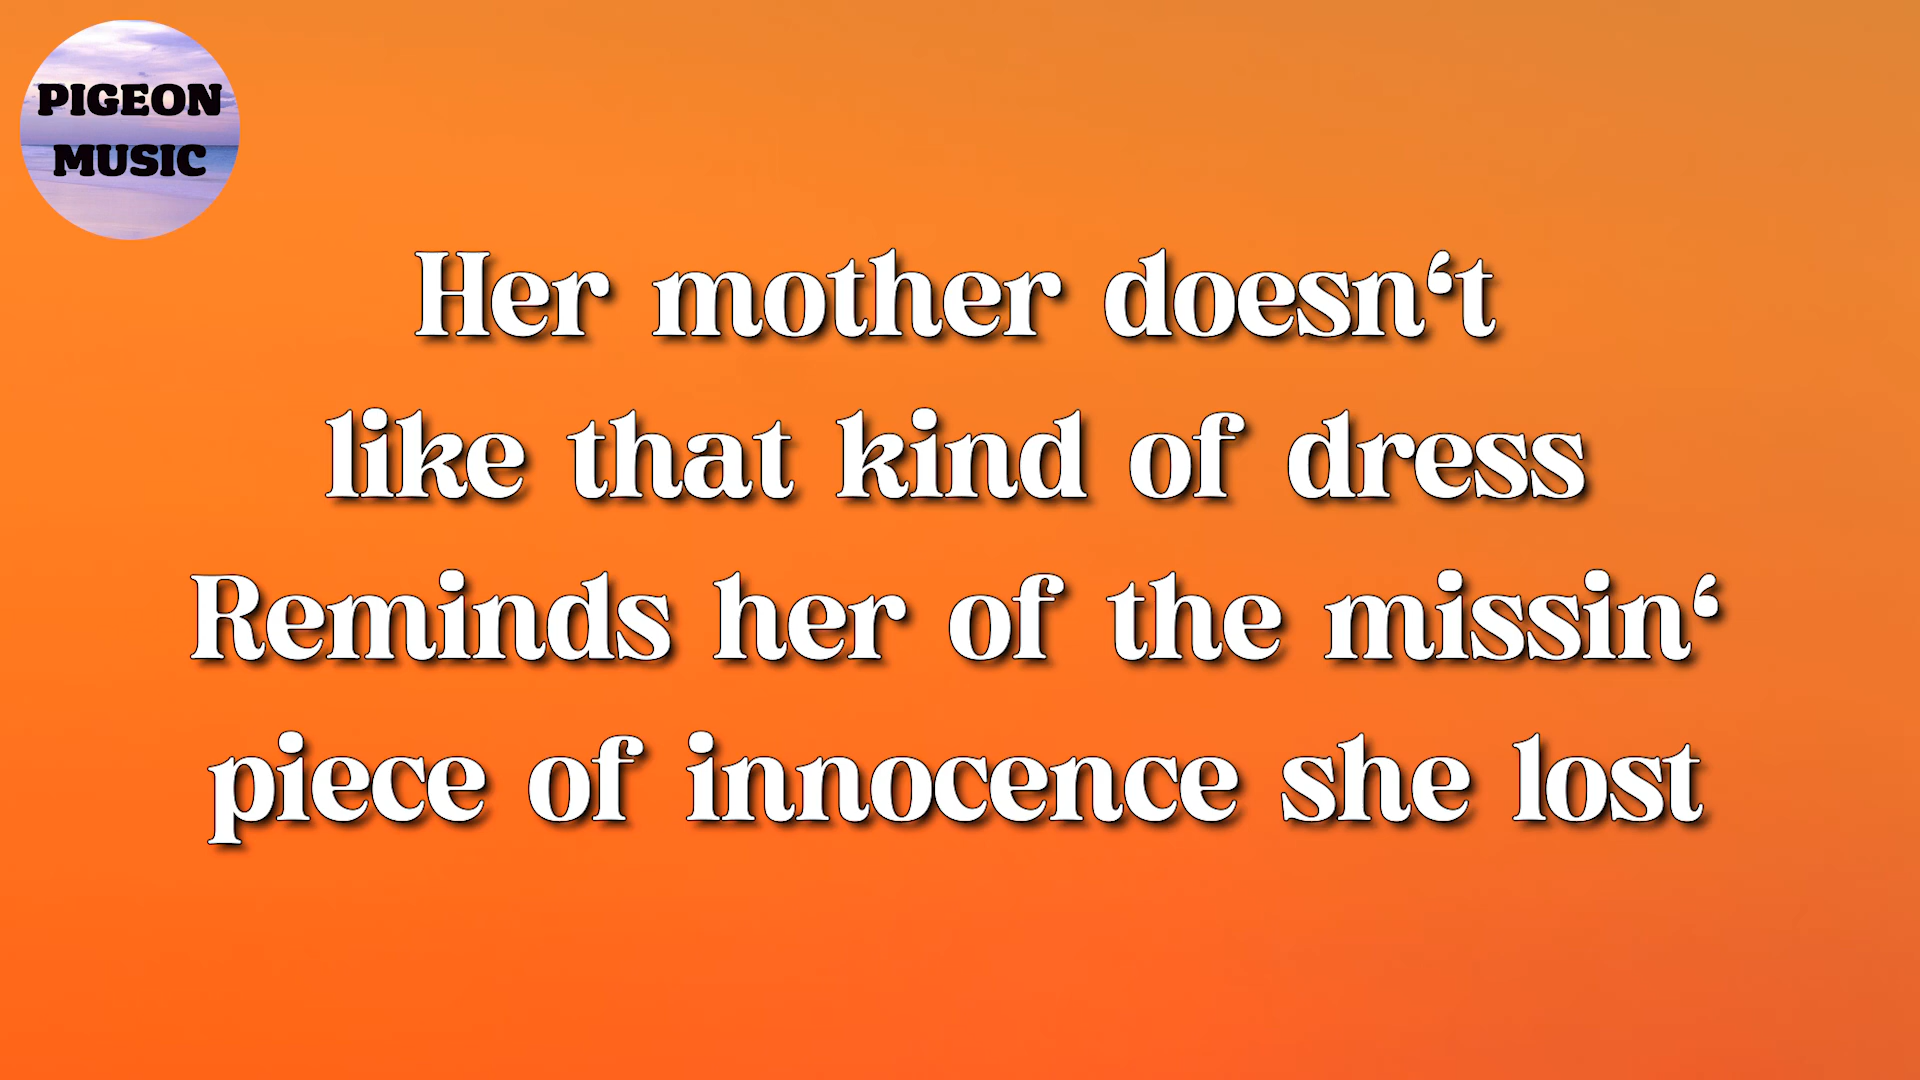 PIGEON
MUSIC
Her mother doesn‘t
like that kind of dress
Reminds her of the missin‘
piece of innocence she lost